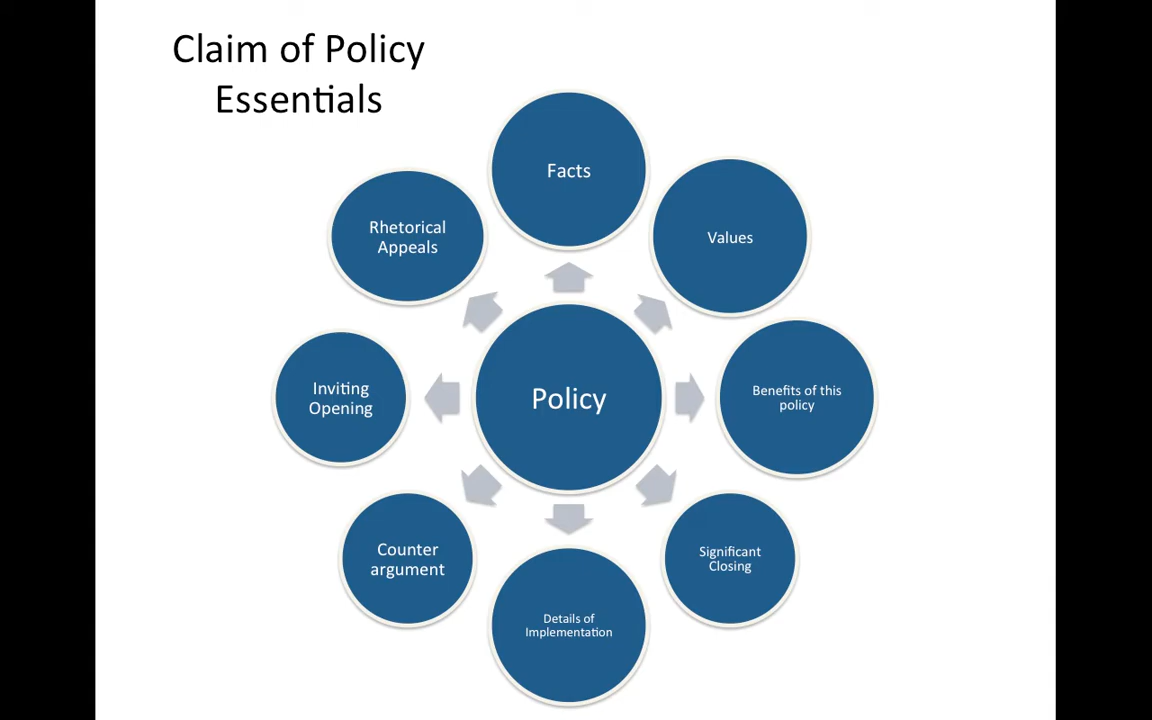 Claim of Policy
Essentials
Facts
Values
Rhetorical
Appeals
Inviting
Opening
Policy
Benefits of this
policy
Counter
argument
Significant
Closing
Details of
Implementation